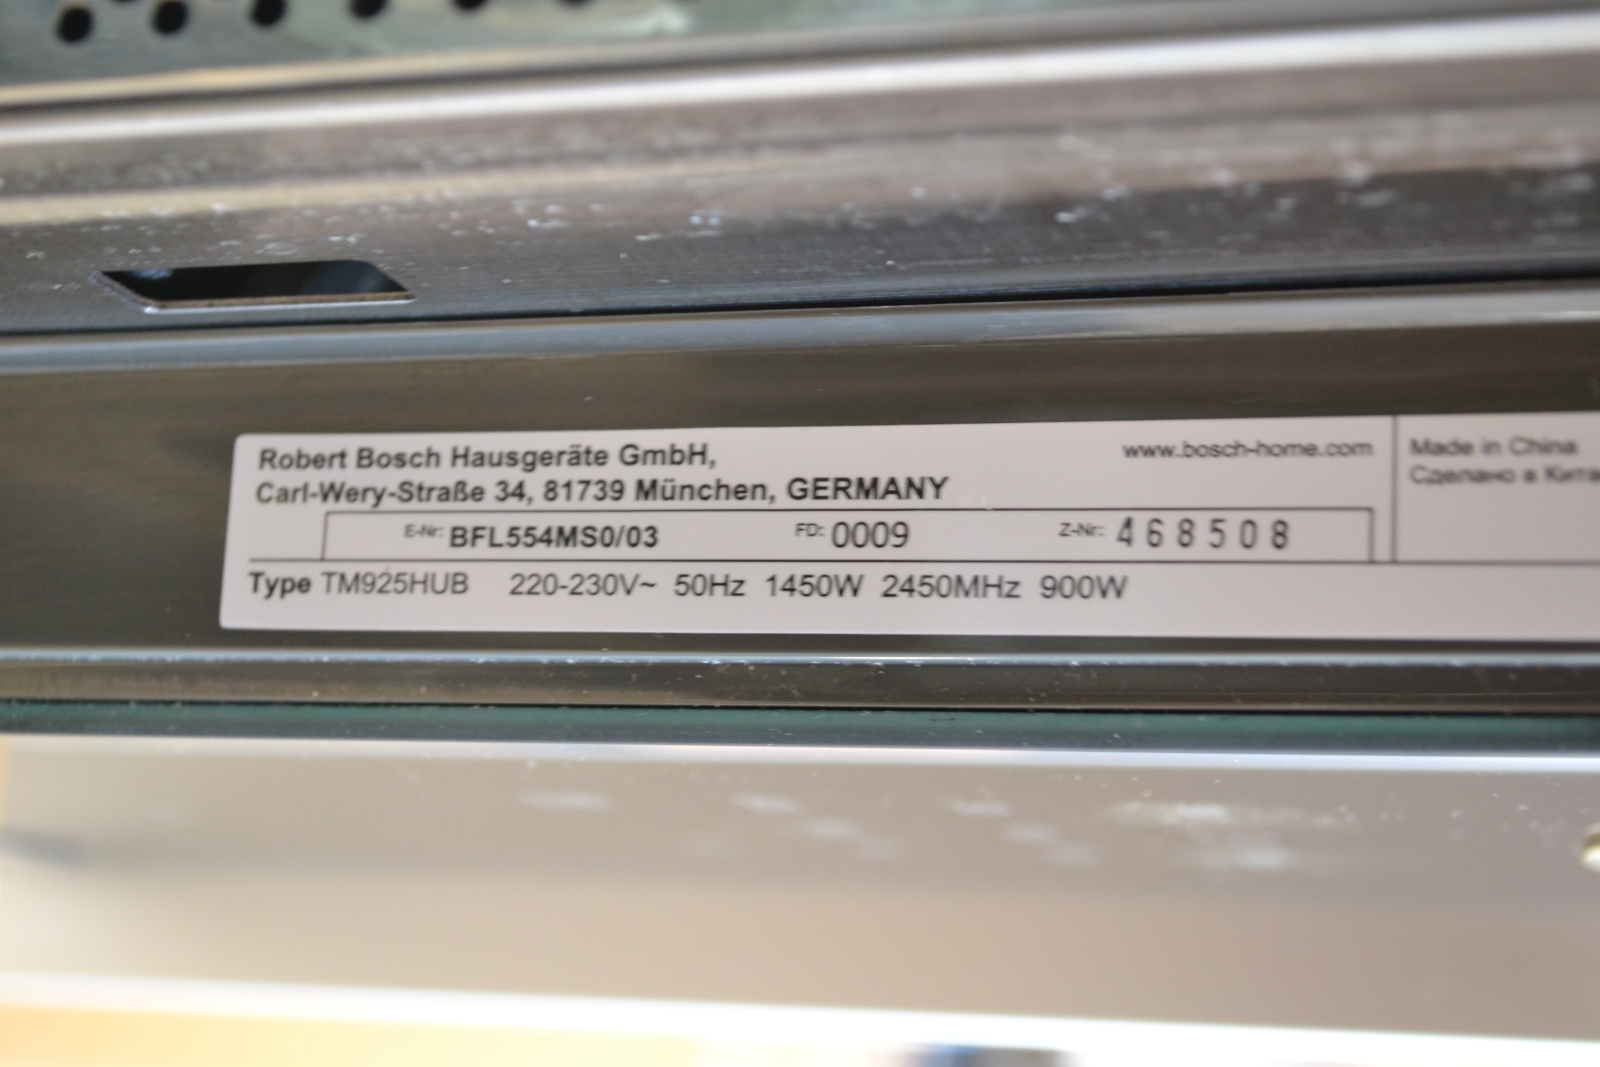 Robert Bosch Hausgeräte GmbH,
Carl-Wery-Straße 34, 81739 München, GERMANY
www.bosch-home.com
E-Nr: BFL554MS0/03 FD: 0009 Z-Nr: 468508
Type TM925HUB 220-230V~ 50Hz 1450W 2450MHz 900W
Made in China
Сделано в